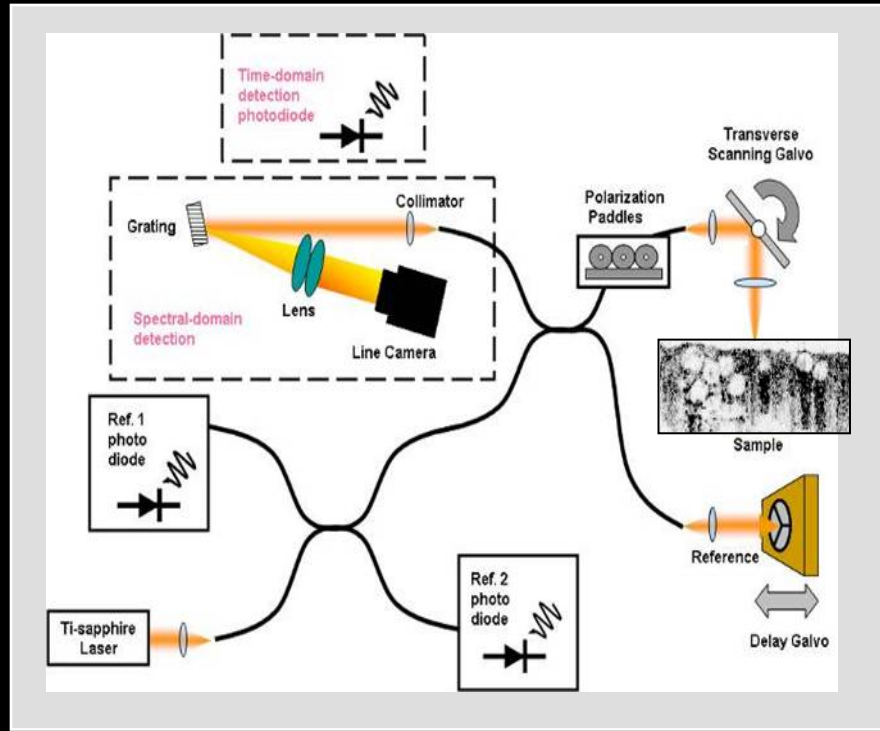 Time-domain
detection
photodiode
Transverse
Scanning Galvo
Collimator
Polarization
Paddles
Grating
Lens
Spectral-domain
detection
Line Camera
Sample
Ref. 1
photo
diode
Reference
Ref. 2
photo
diode
Ti-sapphire
Laser
Delay Galvo